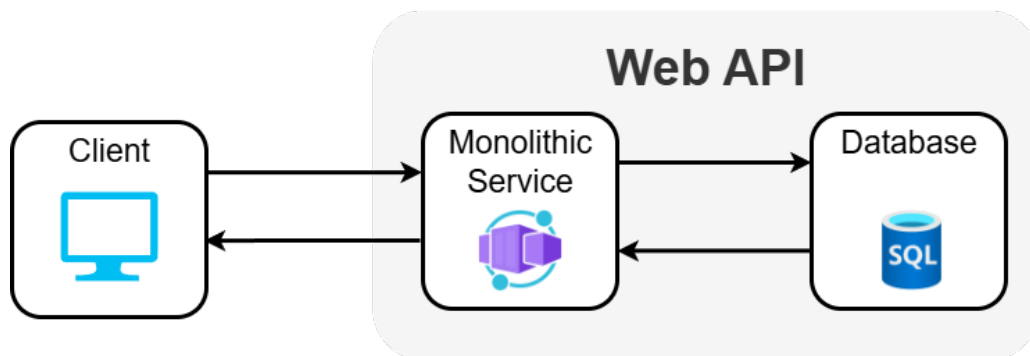 Web API
Client
Monolithic
Service
Database
SQL